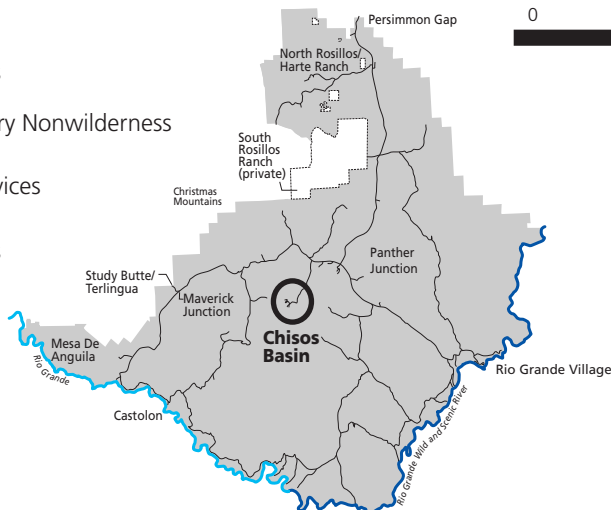 0
Persimmon Gap
North Rosillos/
Harte Ranch
ry Nonwilderness
South
Rosillos
Ranch
(private)
vices
Christmas
Mountains
Panther
Junction
Study Butte/
Terlingua
Maverick
Junction
Chisos
Basin
Mesa De
Anguila
Rio Grande
Rio Grande Village
Castolon
Rio Grande Wild and Scenic River